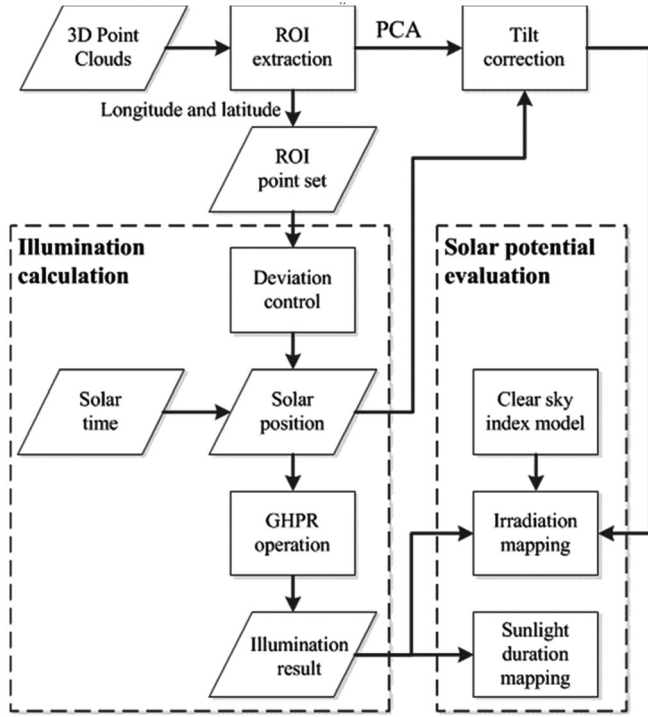 3D Point
Clouds
ROI
extraction
PCA
Tilt
correction
Longitude and latitude
ROI
point set
Illumination
calculation
Deviation
control
Solar
time
Solar
position
GHPR
operation
Illumination
result
Solar potential
evaluation
Clear sky
index model
Irradiation
mapping
Sunlight
duration
mapping